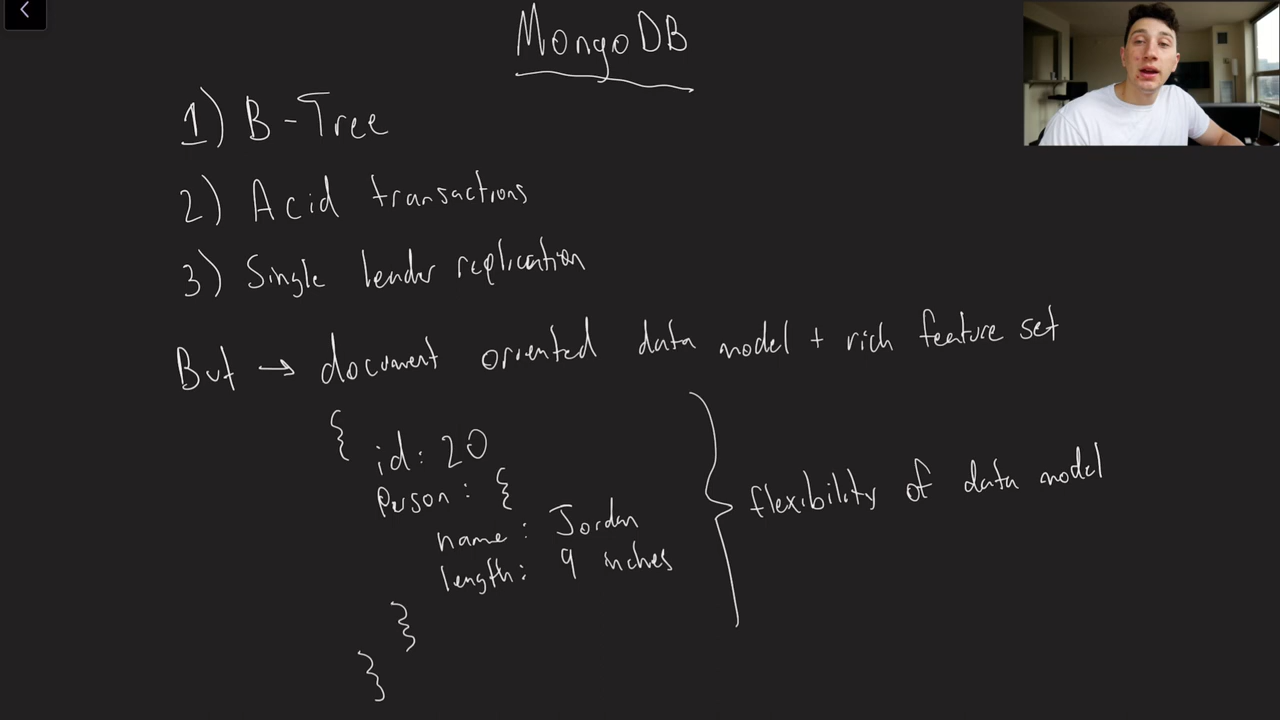 MongoDB
1) B-Tree
2) Acid transactions
3) Single leader replication
But → document oriented data model + rich feature set
{
id: 20
Person: {
name: Jordan
length: 9 inches
} flexibility of data model
}
}